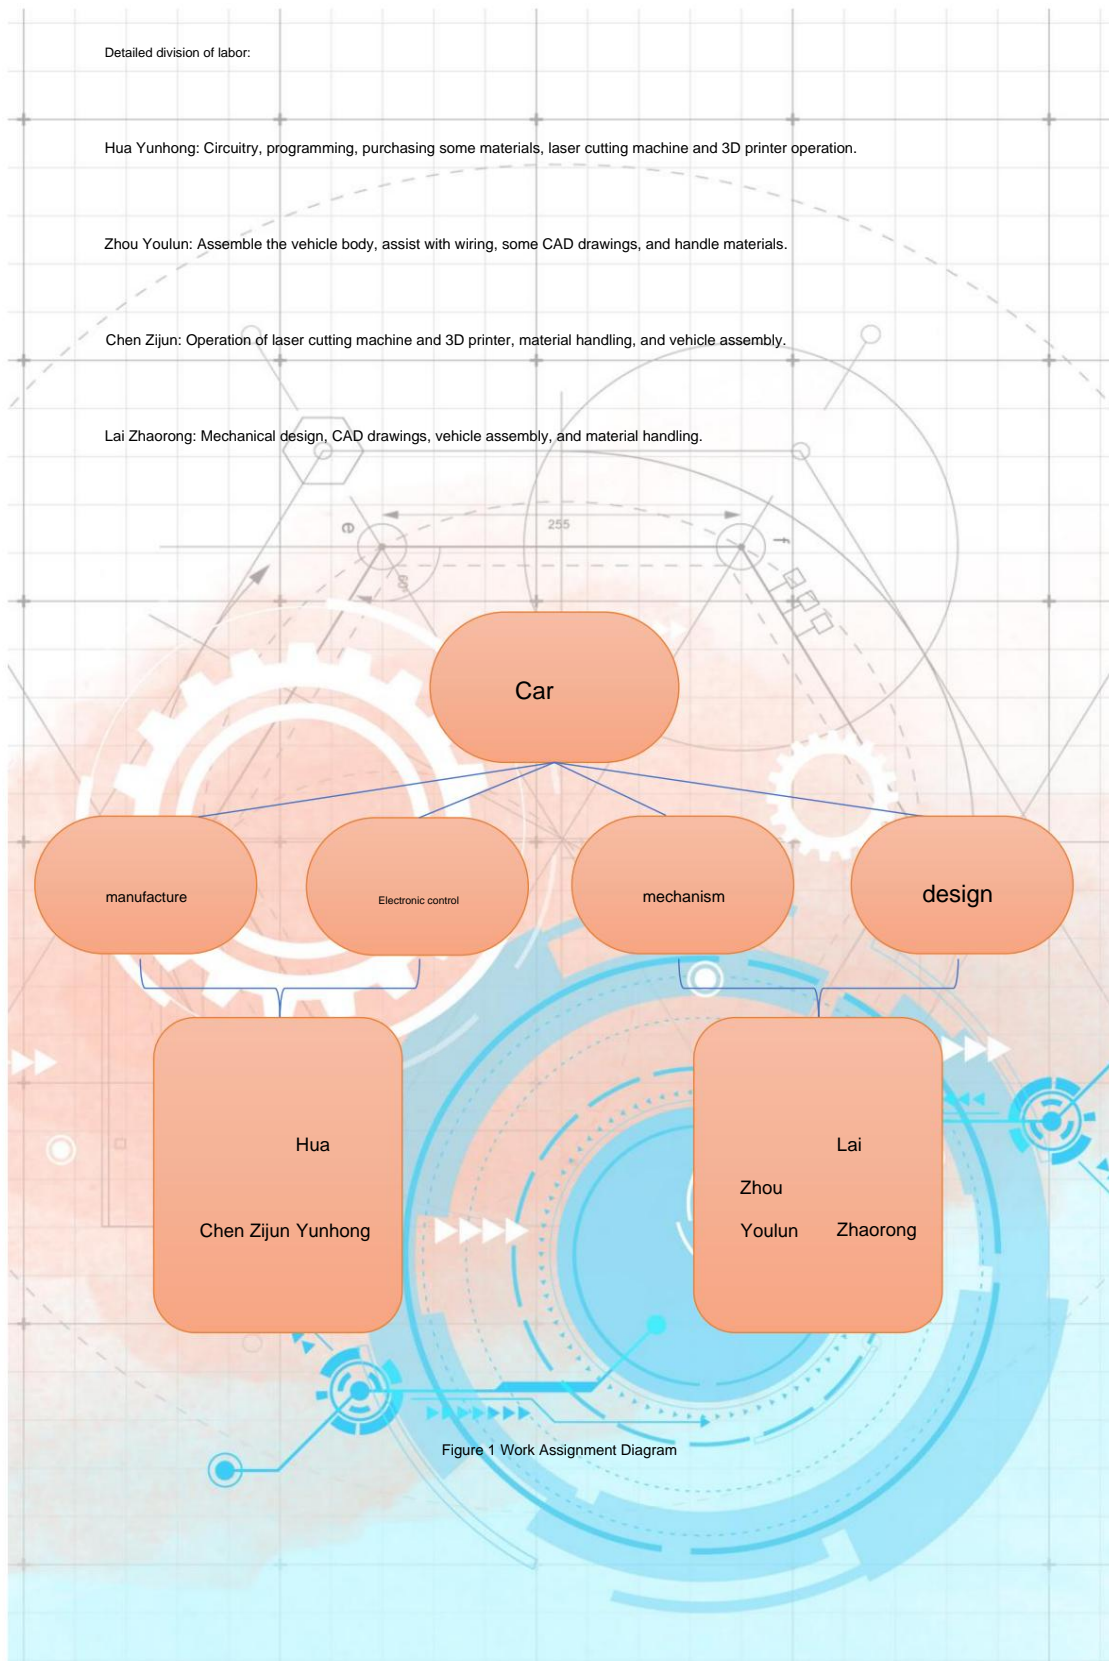 Detailed division of labor:
Hua Yunhong: Circuitry, programming, purchasing some materials, laser cutting machine and 3D printer operation.
Zhou Youlun: Assemble the vehicle body, assist with wiring, some CAD drawings, and handle materials.
Chen Zijun: Operation of laser cutting machine and 3D printer, material handling, and vehicle assembly.
Lai Zhaorong: Mechanical design, CAD drawings, vehicle assembly, and material handling.
e
255
f
Car
manufacture
Electronic control
mechanism
design
Hua
Chen Zijun Yunhong
Lai
Zhou
Youlun Zhaorong
Figure 1 Work Assignment Diagram